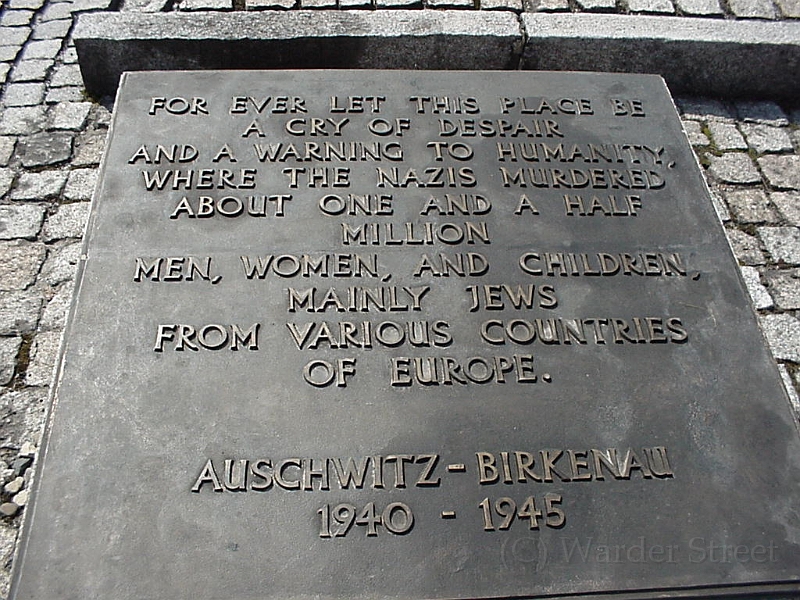 FOR EVER LET THIS PLACE BE
A CRY OF DESPAIR
AND A WARNING TO HUMANITY,
WHERE THE NAZIS MURDERED
ABOUT ONE AND A HALF
MILLION
MEN, WOMEN, AND CHILDREN,
MAINLY JEWS
FROM VARIOUS COUNTRIES
OF EUROPE.
AUSCHWITZ - BIRKENAU
1940 - 1945
(C) Warder Street